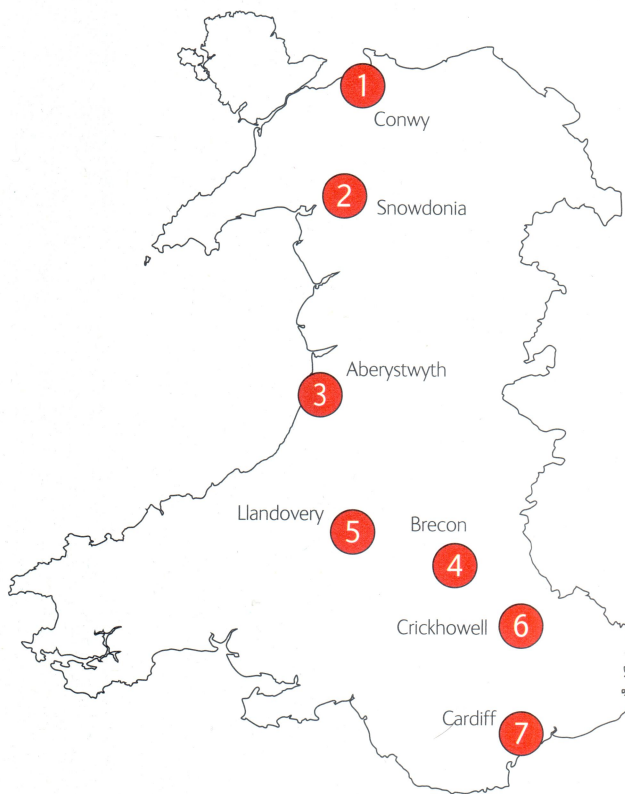 1
Conwy
2
Snowdonia
Aberystwyth
3
Llandovery
5
Brecon
4
Crickhowell
6
Cardiff
7